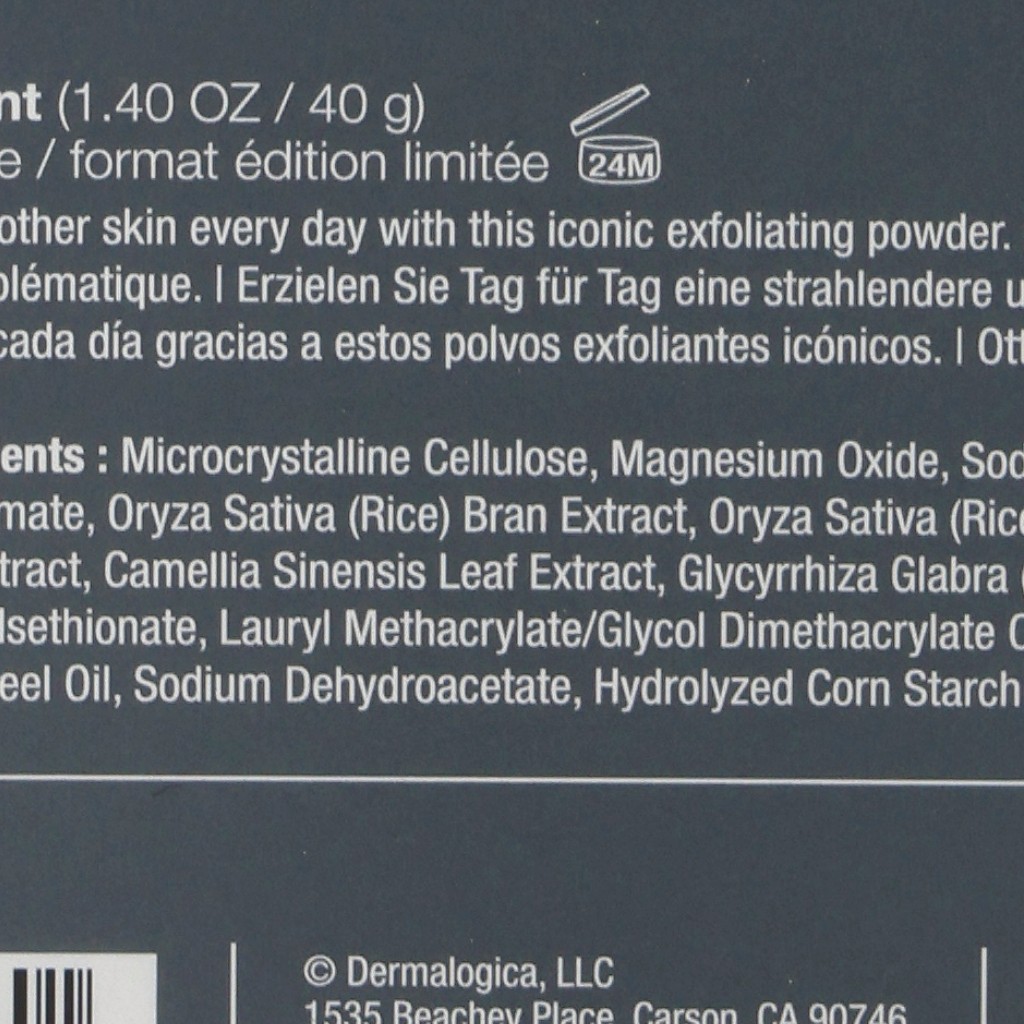 nt (1.40 OZ / 40 g)
e / format édition limitée 24M
other skin every day with this iconic exfoliating powder.
lématique. | Erzielen Sie Tag für Tag eine strahlendere u
cada día gracias a estos polvos exfoliantes icónicos. | Ott
ents : Microcrystalline Cellulose, Magnesium Oxide, Sod
mate, Oryza Sativa (Rice) Bran Extract, Oryza Sativa (Rice
tract, Camellia Sinensis Leaf Extract, Glycyrrhiza Glabra (
Isethionate, Lauryl Methacrylate/Glycol Dimethacrylate C
eel Oil, Sodium Dehydroacetate, Hydrolyzed Corn Starch
© Dermalogica, LLC
1535 Beachey Place, Carson, CA 90746